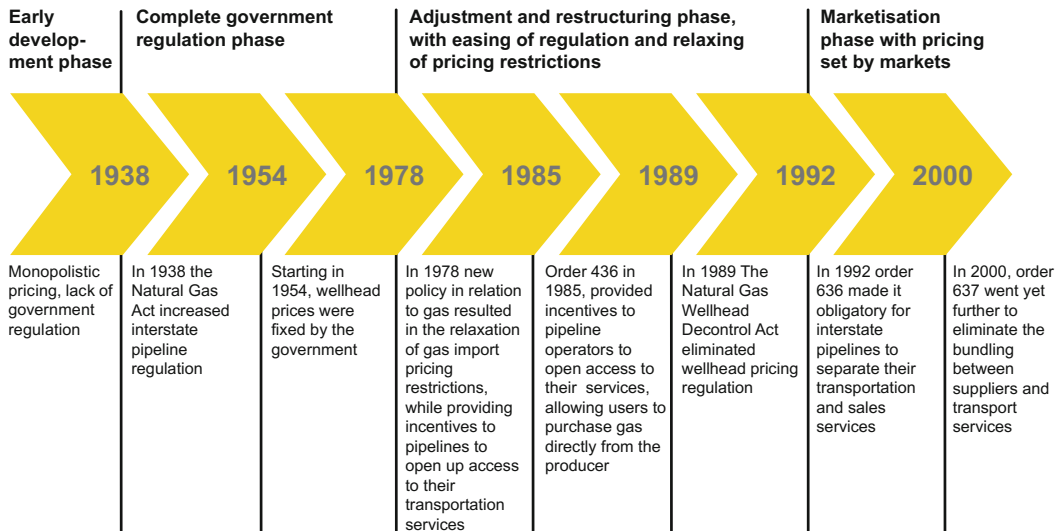 Early
develop-
ment phase
Complete government
regulation phase
Adjustment and restructuring phase,
with easing of regulation and relaxing
of pricing restrictions
Marketisation
phase with pricing
set by markets
1938
1954
1978
1985
1989
1992
2000
Monopolistic
pricing, lack of
government
regulation
In 1938 the
Natural Gas
Act increased
interstate
pipeline
regulation
Starting in
1954, wellhead
prices were
fixed by the
government
In 1978 new
policy in relation
to gas resulted
in the relaxation
of gas import
pricing
restrictions,
while providing
incentives to
pipelines to
open up access
to their
transportation
services
Order 436 in
1985, provided
incentives to
pipeline
operators to
open access to
their services,
allowing users to
purchase gas
directly from the
producer
In 1989 The
Natural Gas
Wellhead
Decontrol Act
eliminated
wellhead pricing
regulation
In 1992 order
636 made it
obligatory for
interstate
pipelines to
separate their
transportation
and sales
services
In 2000, order
637 went yet
further to
eliminate the
bundling
between
suppliers and
transport
services